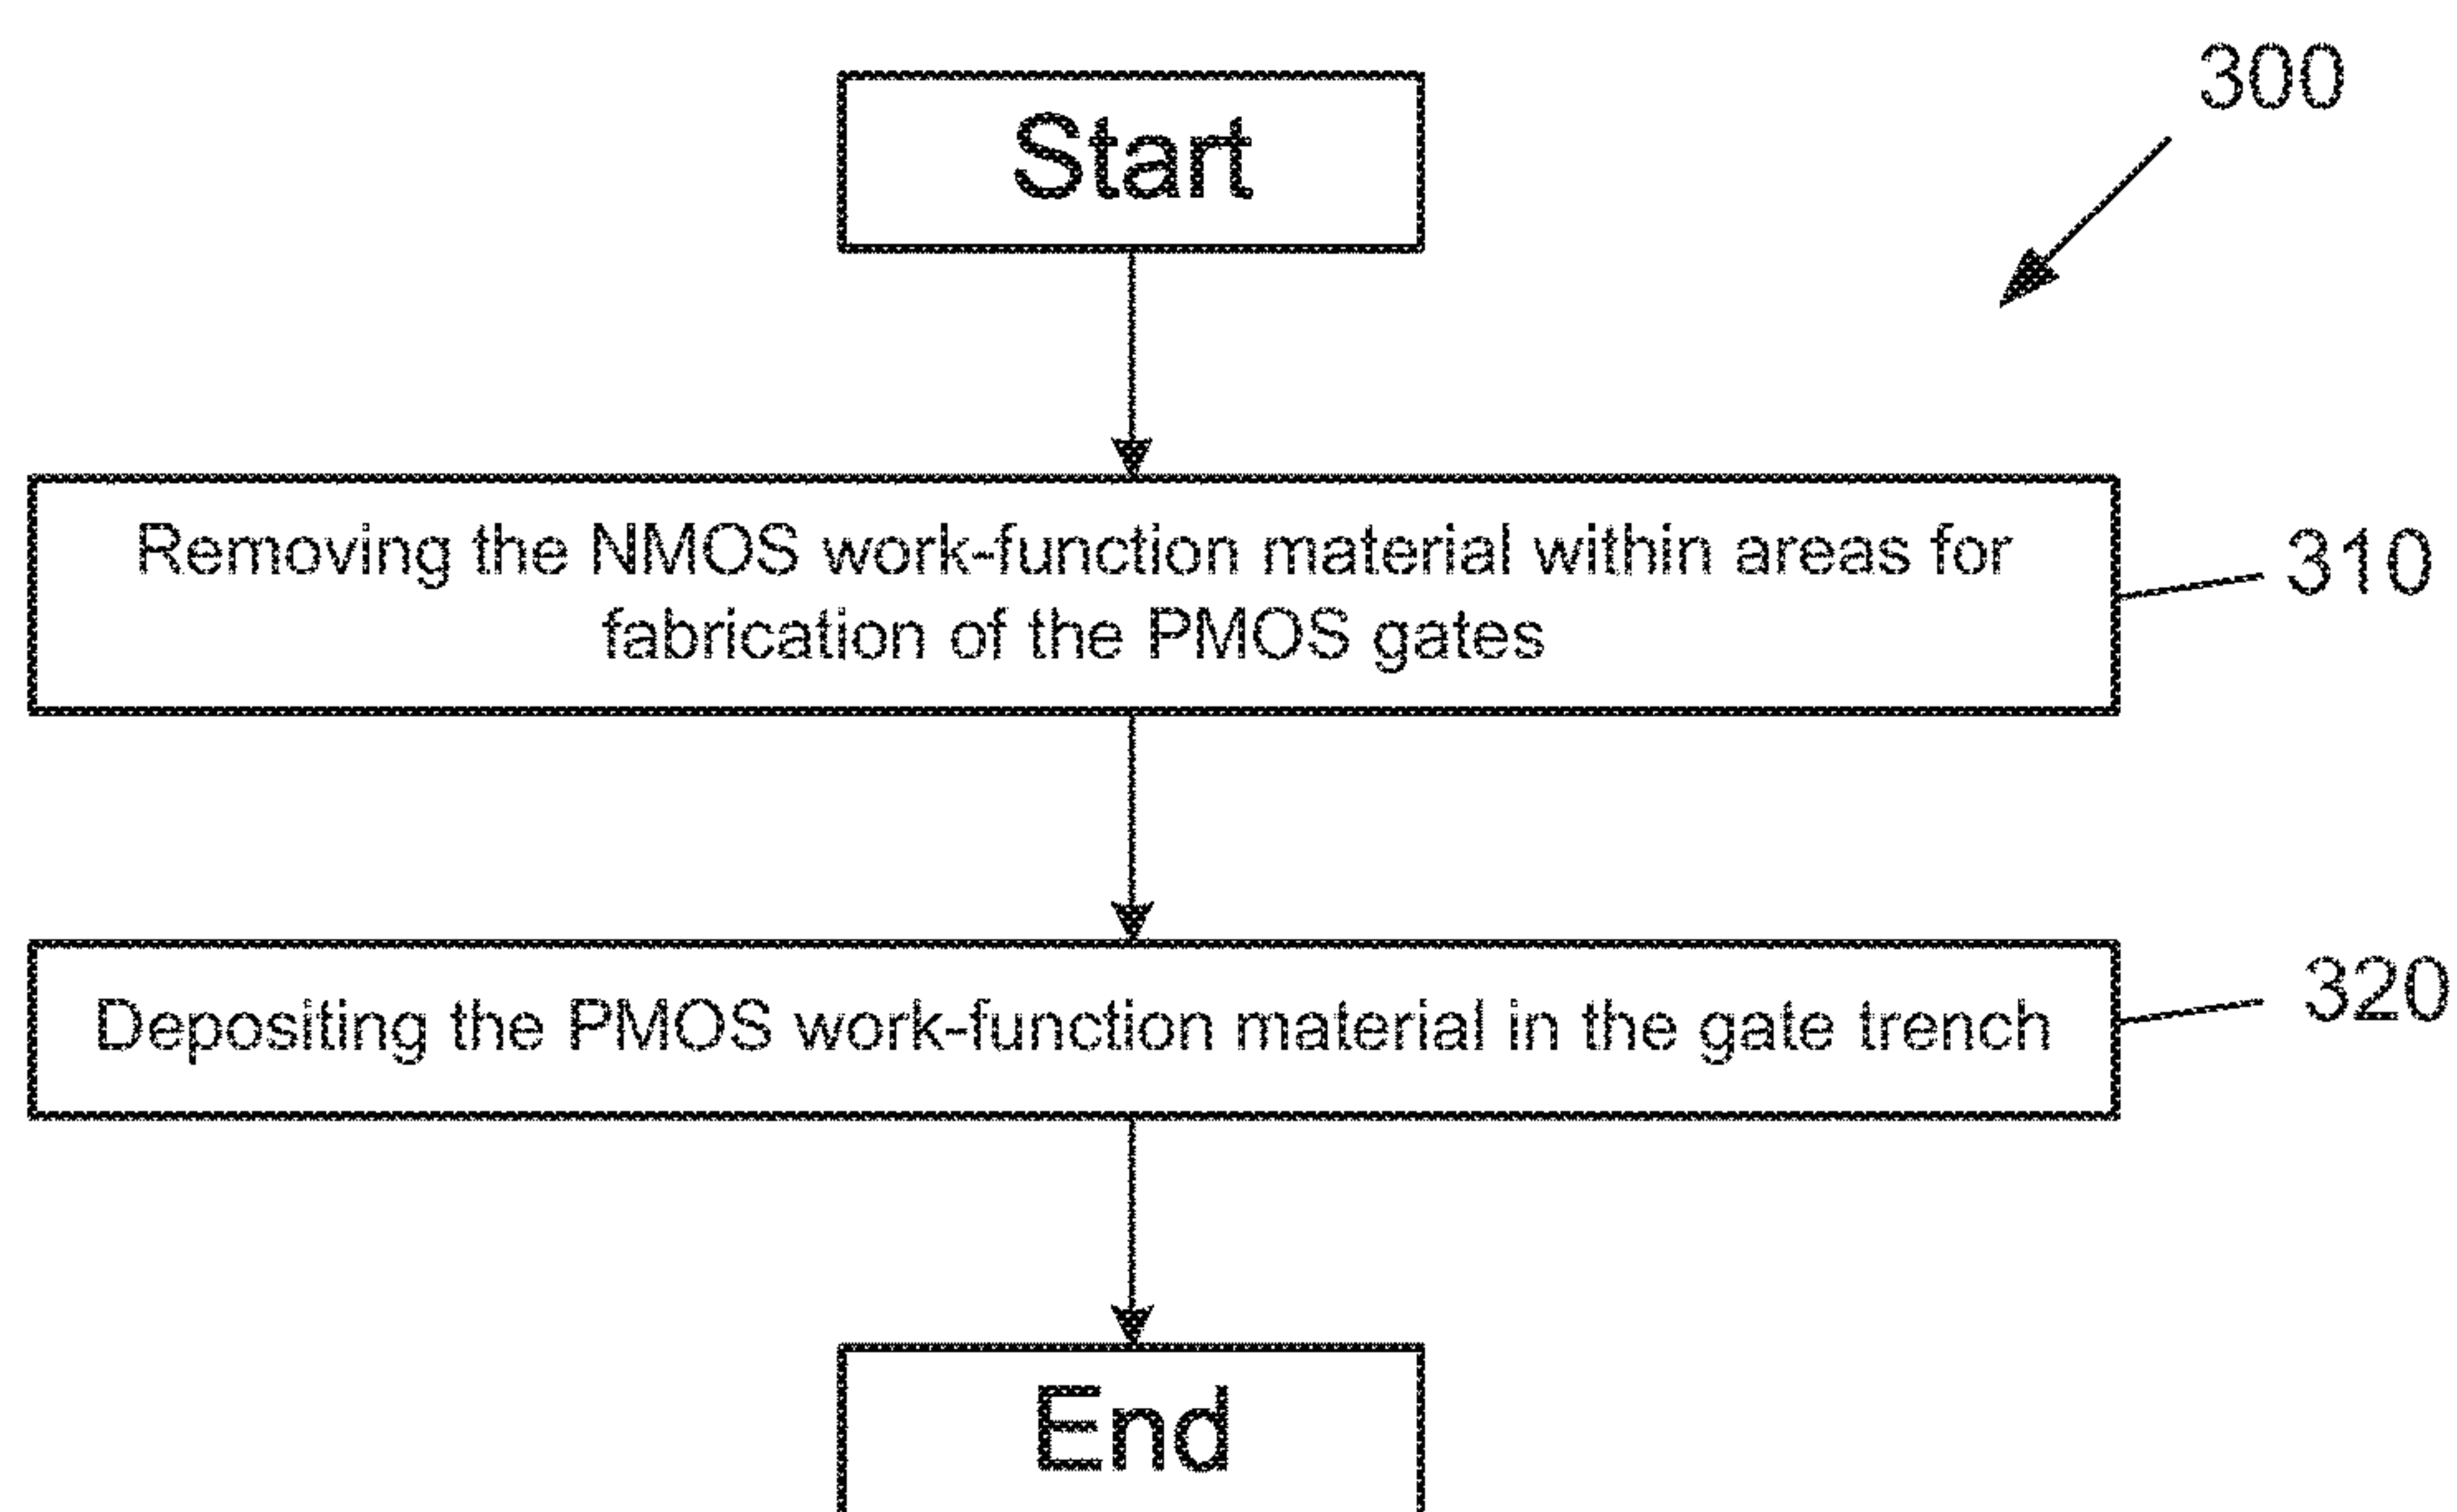 300
Start
Removing the NMOS work-function material within areas for
fabrication of the PMOS gates
310
Depositing the PMOS work-function material in the gate trench
320
End